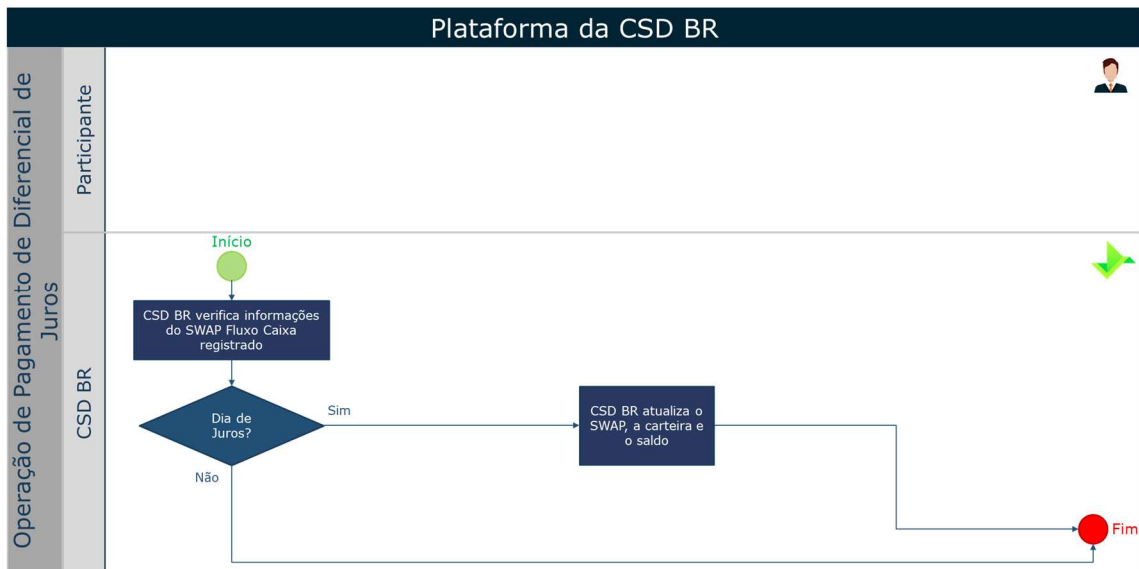 Plataforma da CSD BR
Operação de Pagamento de Diferencial de
Juros
Participante
CSD BR
Início
CSD BR verifica informações
do SWAP Fluxo Caixa
registrado
Dia de
Juros?
Sim
Não
CSD BR atualiza o
SWAP, a carteira e
o saldo
Fim